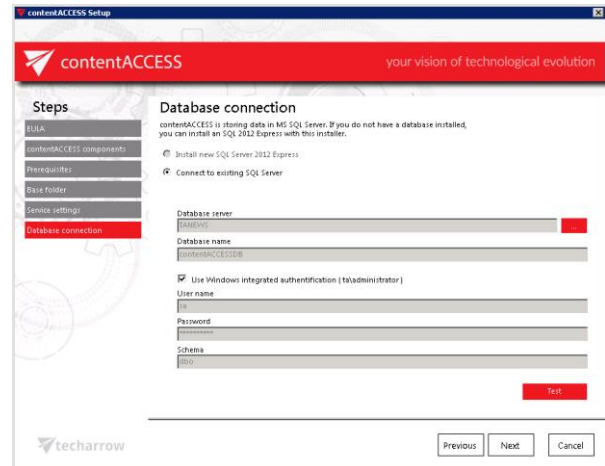 contentACCESS Setup
contentACCESS
your vision of technological evolution
Steps
EULA
contentACCESS components
Prerequisites
Base folder
Service settings
Database connection
Database connection
contentACCESS is storing data in MS SQL Server. If you do not have a database installed,
you can install an SQL 2012 Express with this installer.
Install new SQL Server 2012 Express
Connect to existing SQL Server
Database server
TANEWS
...
Database name
contentACCESSDB
Use Windows integrated authentification ( ta\administrator )
User name
sa
Password
**********
Schema
dbo
Test
techarrow
Previous
Next
Cancel